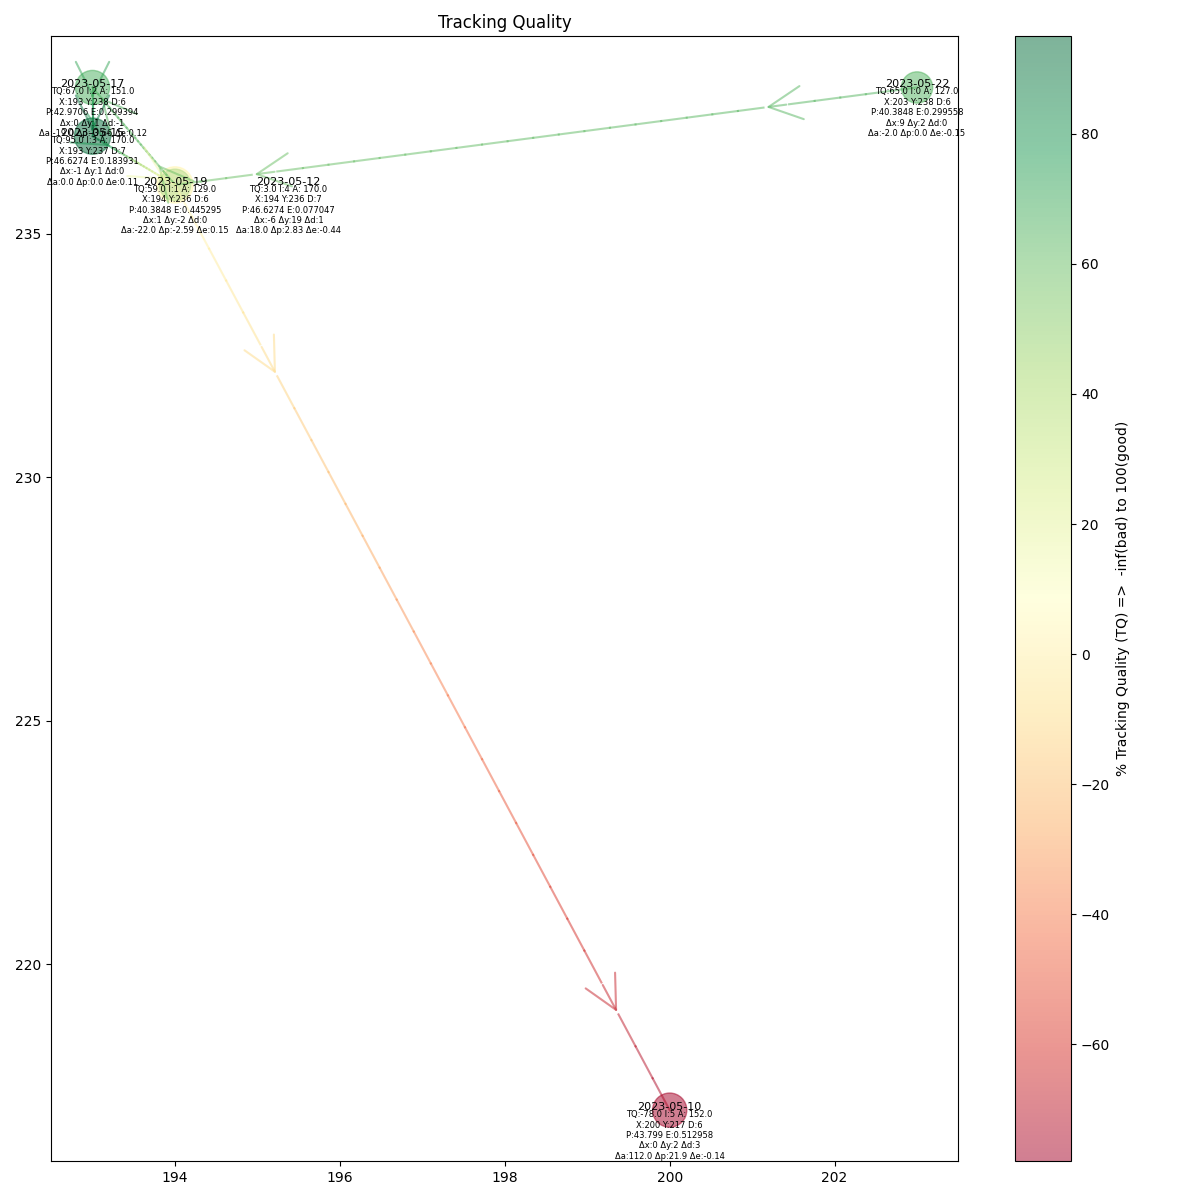 Tracking Quality
2023-05-17
TQ:67.0 I:2 A: 151.0
X:193 Y:238 D:6
P:42.9706 E:0.299394
Δx:0 Δy:1 Δd:-1
2023-05-15
TQ:95.0 I:3 A: 170.0
X:193 Y:237 D:7
P:46.6274 E:0.183931
Δx:-1 Δy:1 Δd:0
Δa:0.0 Δp:0.0 Δe:0.11
2023-05-19
TQ:59.0 I:1 A: 129.0
X:194 Y:236 D:6
P:40.3848 E:0.445295
Δx:1 Δy:-2 Δd:0
Δa:-22.0 Δp:-2.59 Δe:0.15
2023-05-12
TQ:3.0 I:4 A: 170.0
X:194 Y:236 D:7
P:46.6274 E:0.077047
Δx:-6 Δy:19 Δd:1
Δa:18.0 Δp:2.83 Δe:-0.44
2023-05-22
TQ:65.0 I:0 A: 127.0
X:203 Y:238 D:6
P:40.3848 E:0.299558
Δx:9 Δy:2 Δd:0
Δa:-2.0 Δp:0.0 Δe:-0.15
2023-05-10
TQ:-78.0 I:5 A: 152.0
X:200 Y:217 D:6
P:43.799 E:0.512958
Δx:0 Δy:2 Δd:3
Δa:112.0 Δp:21.9 Δe:-0.14
235
230
225
220
194
196
198
200
202
80
60
40
20
0
−20
−40
−60
% Tracking Quality (TQ) => -inf(bad) to 100(good)